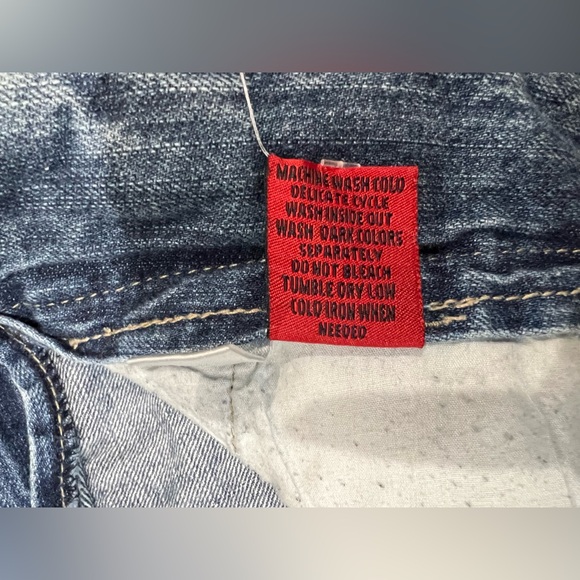 MACHINE WASH COLD
DELICATE CYCLE
WASH INSIDE OUT
WASH DARK COLORS
SEPARATELY
DO NOT BLEACH
TUMBLE DRY LOW
COLD IRON WHEN
NEEDED